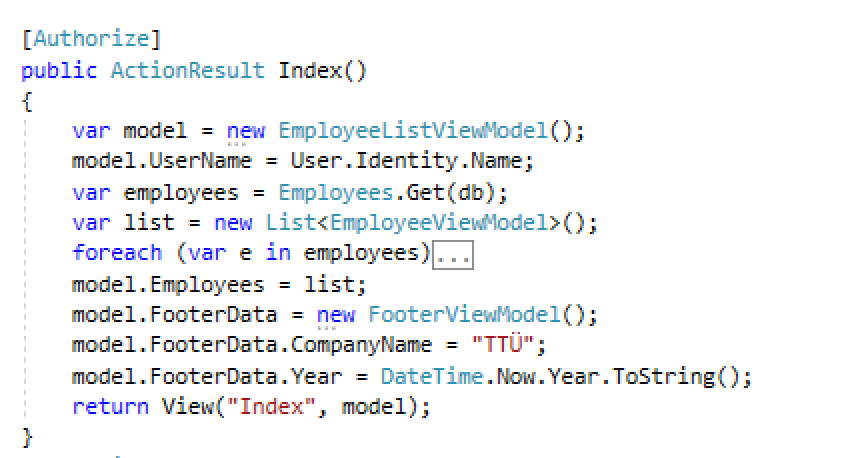 [Authorize]
public ActionResult Index()
{
var model = new EmployeeListViewModel();
model.UserName = User.Identity.Name;
var employees = Employees.Get(db);
var list = new List<EmployeeViewModel>();
foreach (var e in employees)...
model.Employees = list;
model.FooterData = new FooterViewModel();
model.FooterData.CompanyName = "TTÜ";
model.FooterData.Year = DateTime.Now.Year.ToString();
return View("Index", model);
}